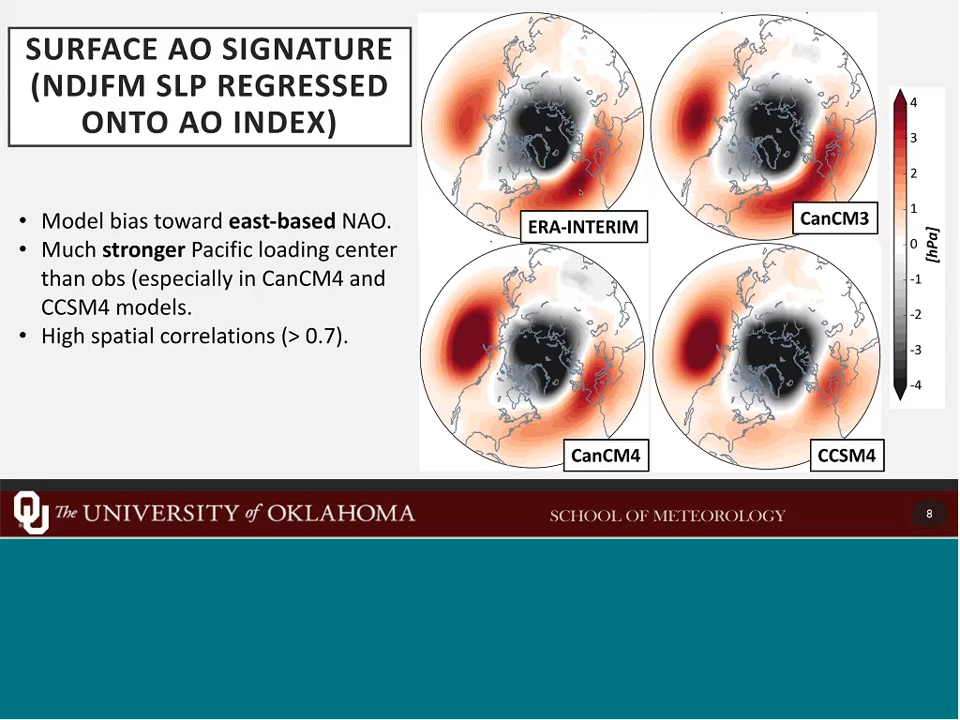 SURFACE AO SIGNATURE
(NDJFM SLP REGRESSED
ONTO AO INDEX)
• Model bias toward east-based NAO.
• Much stronger Pacific loading center
than obs (especially in CanCM4 and
CCSM4 models.
• High spatial correlations (> 0.7).
ERA-INTERIM
CanCM3
CanCM4
CCSM4
4
3
2
1
0
-1
-2
-3
-4
[hPa]
The UNIVERSITY of OKLAHOMA
SCHOOL OF METEOROLOGY
8